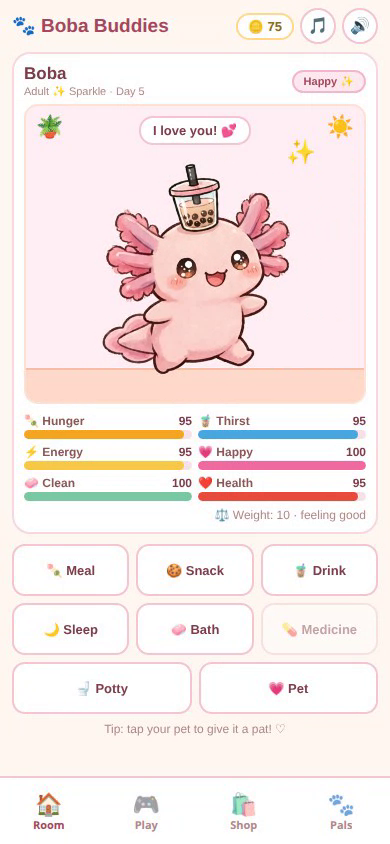 🐾 Boba Buddies
🪙 75
🎵
🔊
Boba
Adult ✨ Sparkle · Day 5
Happy ✨
I love you! 💕
🍡 Hunger 95
🧋 Thirst 95
⚡ Energy 95
💗 Happy 100
🧼 Clean 100
❤️ Health 95
⚖️ Weight: 10 · feeling good
🍡 Meal
🍪 Snack
🧋 Drink
🌙 Sleep
🧼 Bath
💊 Medicine
🚽 Potty
💗 Pet
Tip: tap your pet to give it a pat! ♡
🏠 Room
🎮 Play
🛍️ Shop
🐾 Pals